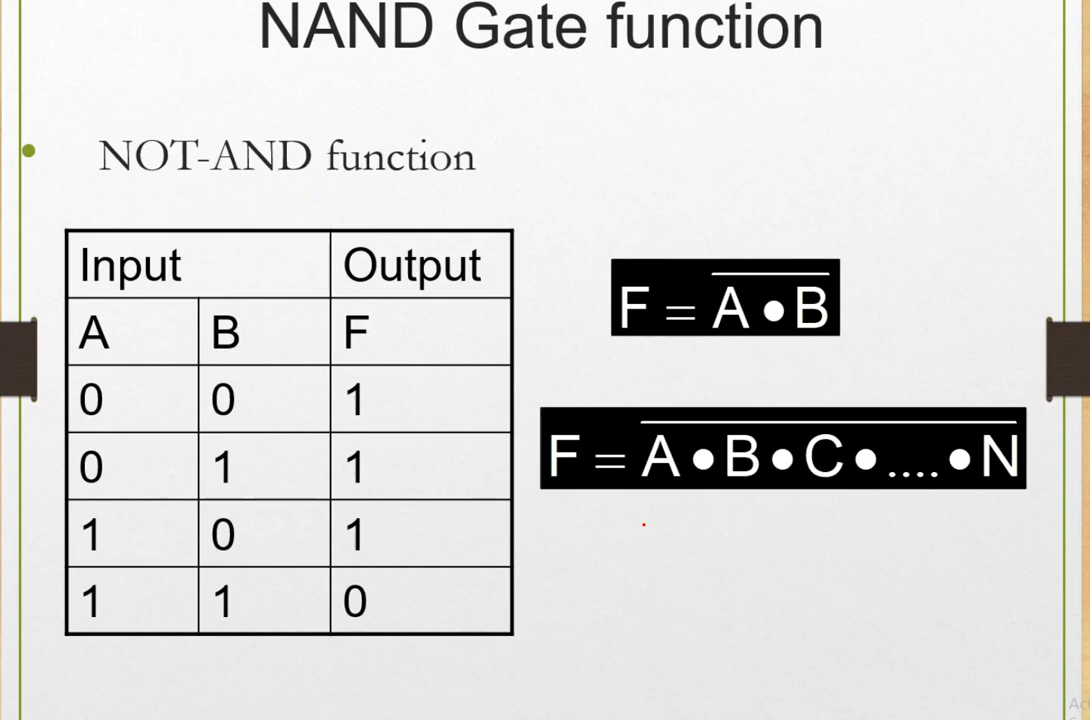 NAND Gate function
NOT-AND function
Input Output
A B F
0 0 1
0 1 1
1 0 1
1 1 0
F = A̅ ̅•̅ ̅B̅
F = A̅ ̅•̅ ̅B̅ ̅•̅ ̅C̅ ̅•̅ ̅.̅.̅.̅.̅ ̅•̅ ̅N̅